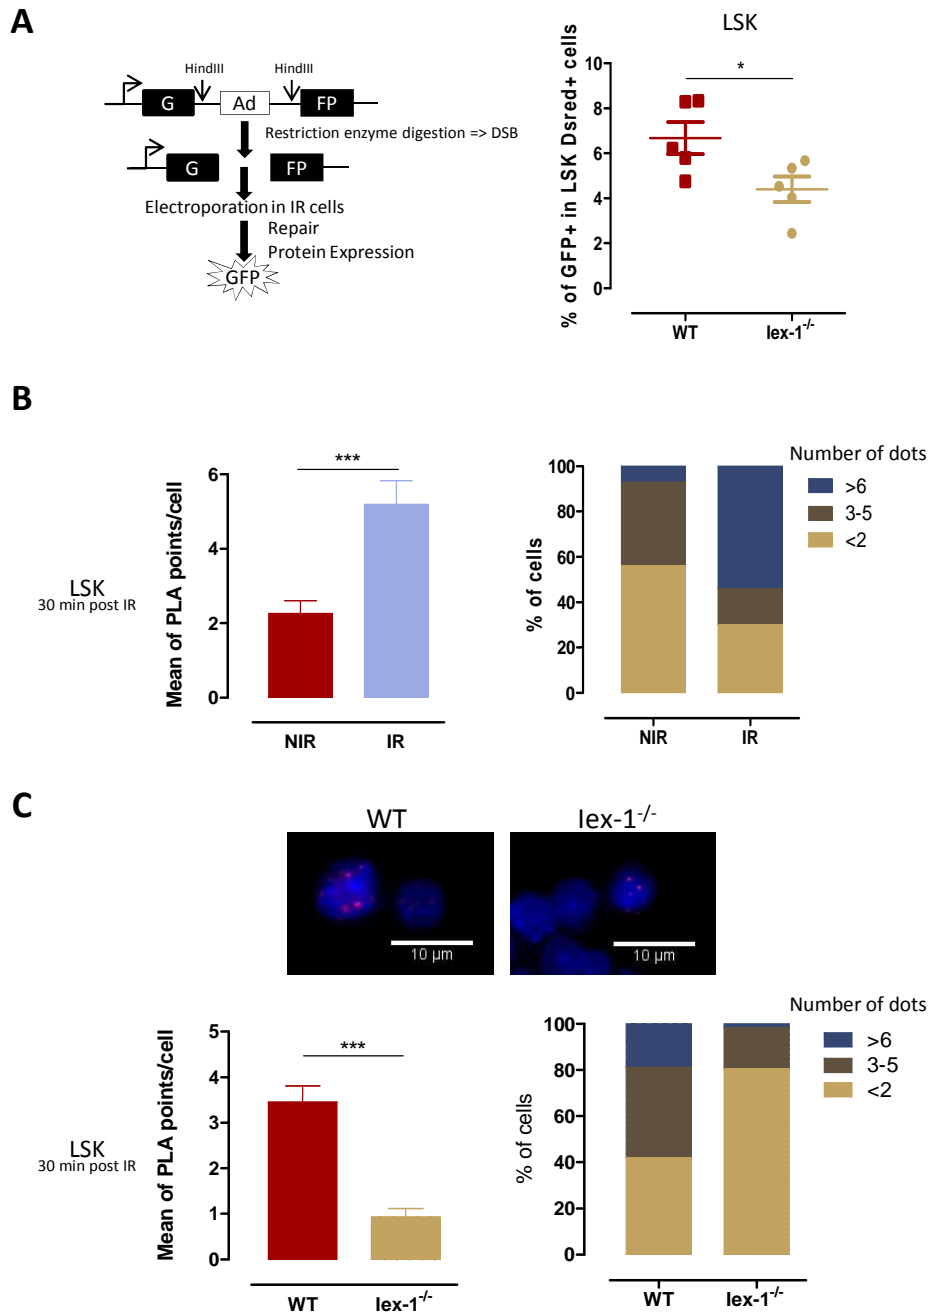 A
LSK
HindIII HindIII
G Ad FP
Restriction enzyme digestion => DSB
G FP
Electroporation in IR cells
Repair
Protein Expression
GFP
% of GFP+ in LSK Dsred+ cells
10
8
6
4
2
0
*
WT Iex-1-/-
B
LSK
30 min post IR
Mean of PLA points/cell
6
4
2
0
***
NIR IR
% of cells
100
80
60
40
20
0
NIR IR
Number of dots
>6
3-5
<2
C
WT Iex-1-/-
10 µm 10 µm
LSK
30 min post IR
Mean of PLA points/cell
5
4
3
2
1
0
***
WT Iex-1-/-
% of cells
100
80
60
40
20
0
WT Iex-1-/-
Number of dots
>6
3-5
<2